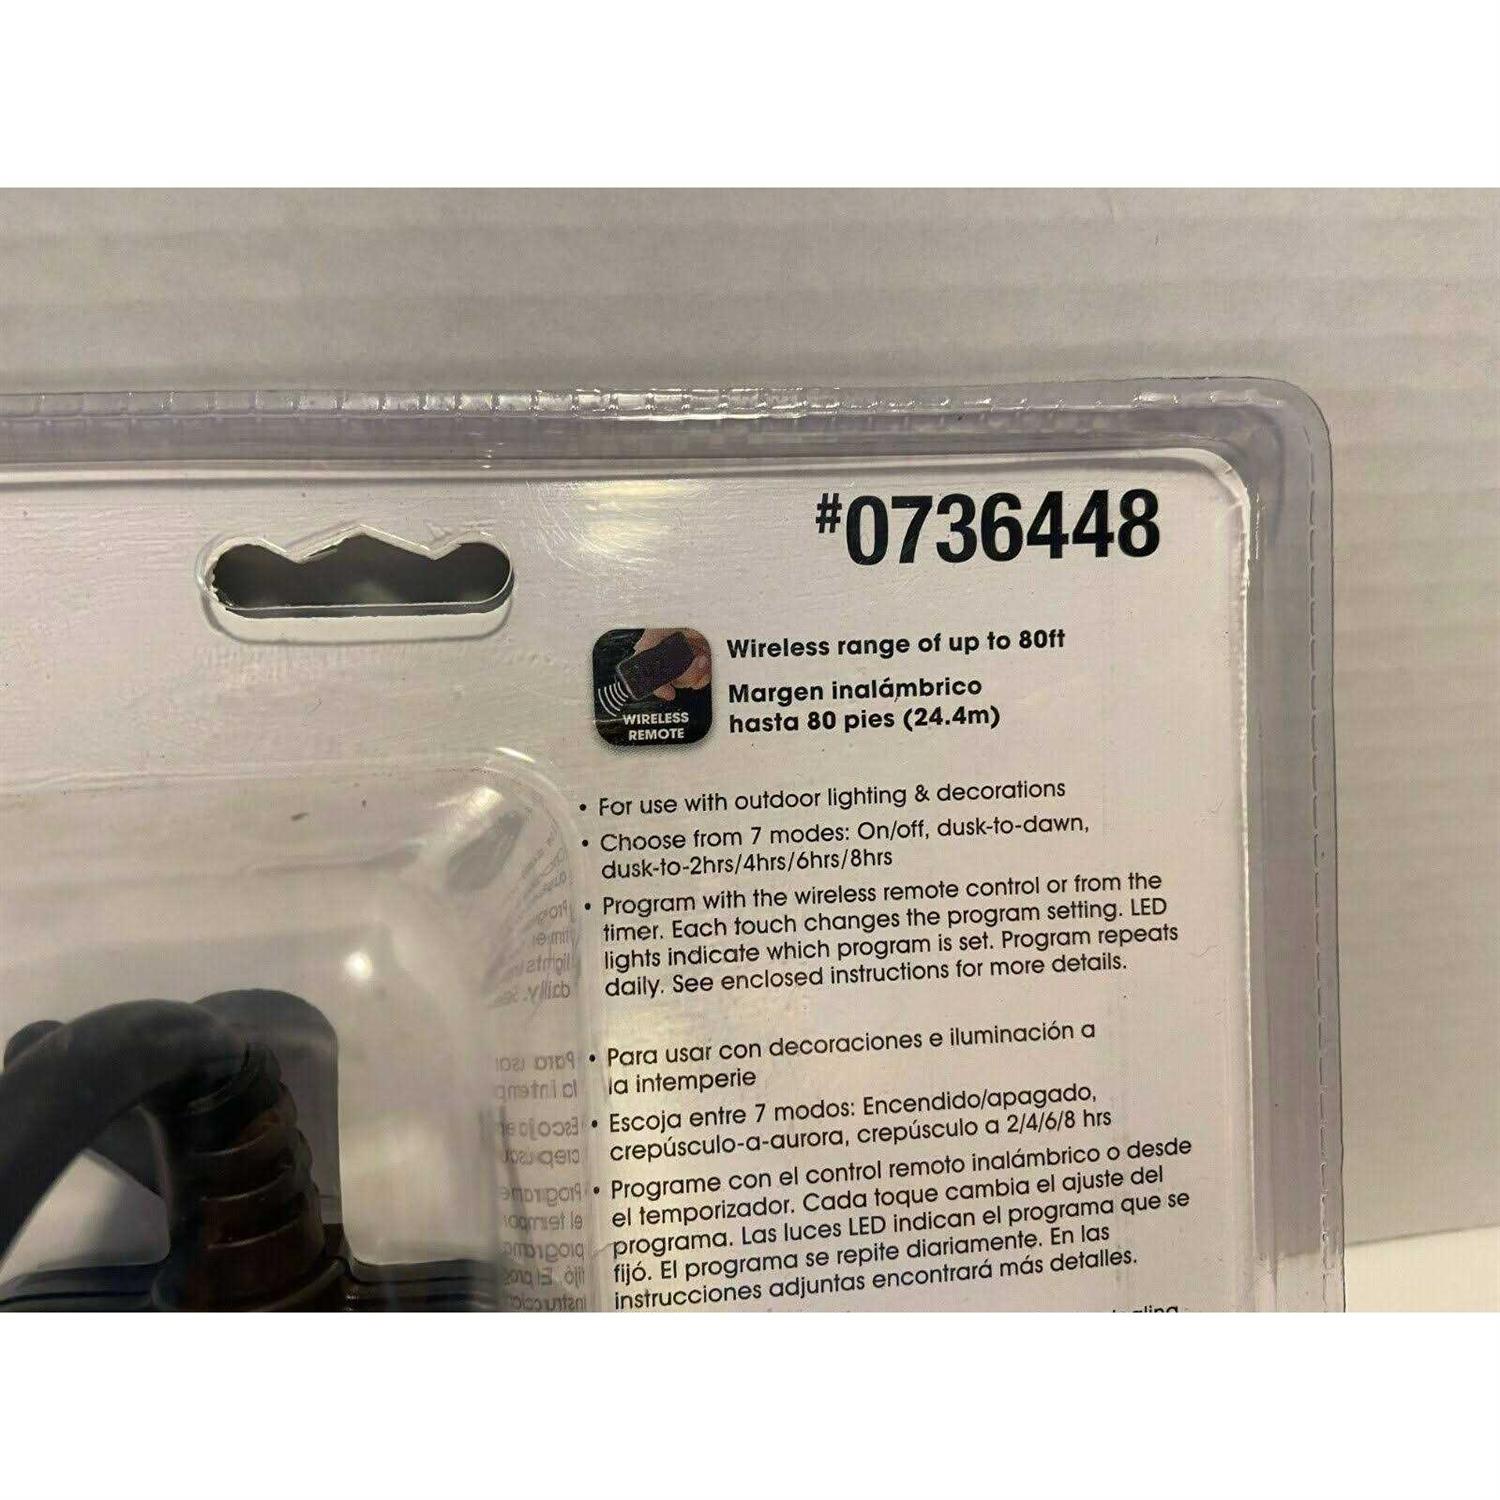 #0736448
WIRELESS
REMOTE
Wireless range of up to 80ft
Margen inalámbrico
hasta 80 pies (24.4m)
• For use with outdoor lighting & decorations
• Choose from 7 modes: On/off, dusk-to-dawn,
dusk-to-2hrs/4hrs/6hrs/8hrs
• Program with the wireless remote control or from the
timer. Each touch changes the program setting. LED
lights indicate which program is set. Program repeats
daily. See enclosed instructions for more details.
• Para usar con decoraciones e iluminación a
la intemperie
• Escoja entre 7 modos: Encendido/apagado,
crepúsculo-a-aurora, crepúsculo a 2/4/6/8 hrs
• Programe con el control remoto inalámbrico o desde
el temporizador. Cada toque cambia el ajuste del
programa. Las luces LED indican el programa que se
fijó. El programa se repite diariamente. En las
instrucciones adjuntas encontrará más detalles.